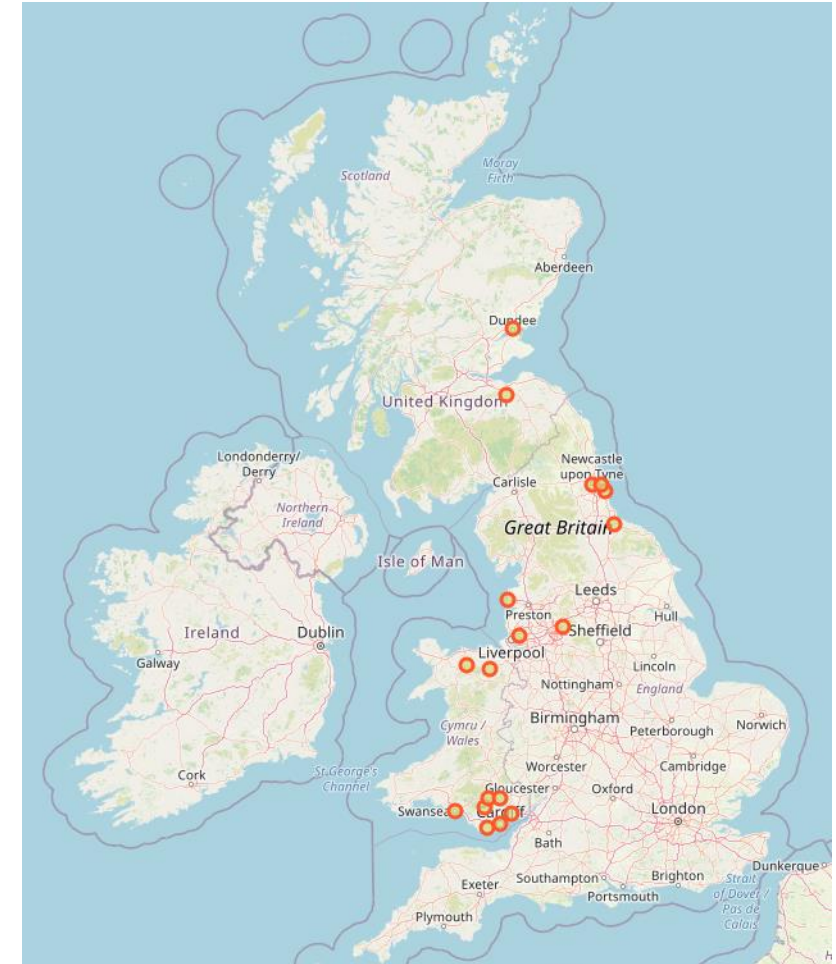 Scotland
Moray
Firth
Aberdeen
Dundee
United Kingdom
Londonderry/
Derry
Northern
Ireland
Newcastle
upon Tyne
Carlisle
Great Britain
Isle of Man
Leeds
Preston
Hull
Ireland
Dublin
Sheffield
Galway
Liverpool
Lincoln
Nottingham
England
Cymru /
Wales
Birmingham
Peterborough
Norwich
Worcester
Cambridge
Cork
St George's
Channel
Gloucester
Oxford
Swansea
Cardiff
London
Bath
Dunkerque
Southampton
Brighton
Strait
of Dover /
Pas de
Calais
Exeter
Portsmouth
Plymouth